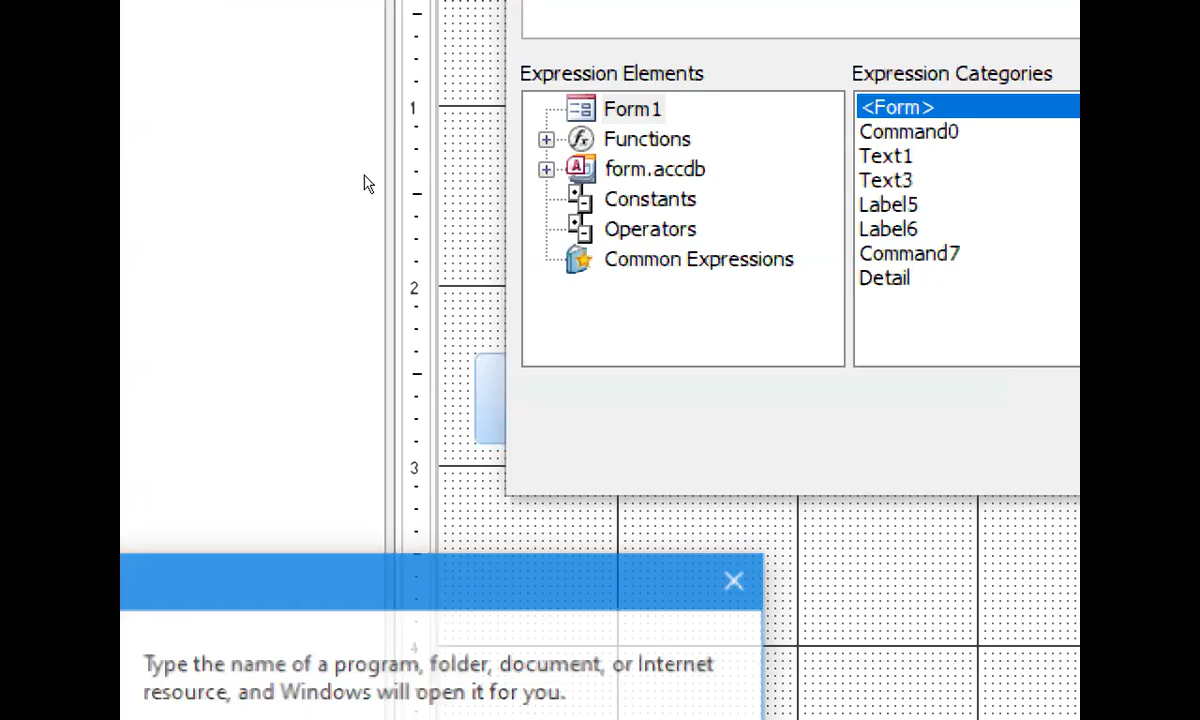 Expression Elements
Expression Categories
Form1
Functions
form.accdb
Constants
Operators
Common Expressions
<Form>
Command0
Text1
Text3
Label5
Label6
Command7
Detail
1
2
3
4
Type the name of a program, folder, document, or Internet
resource, and Windows will open it for you.